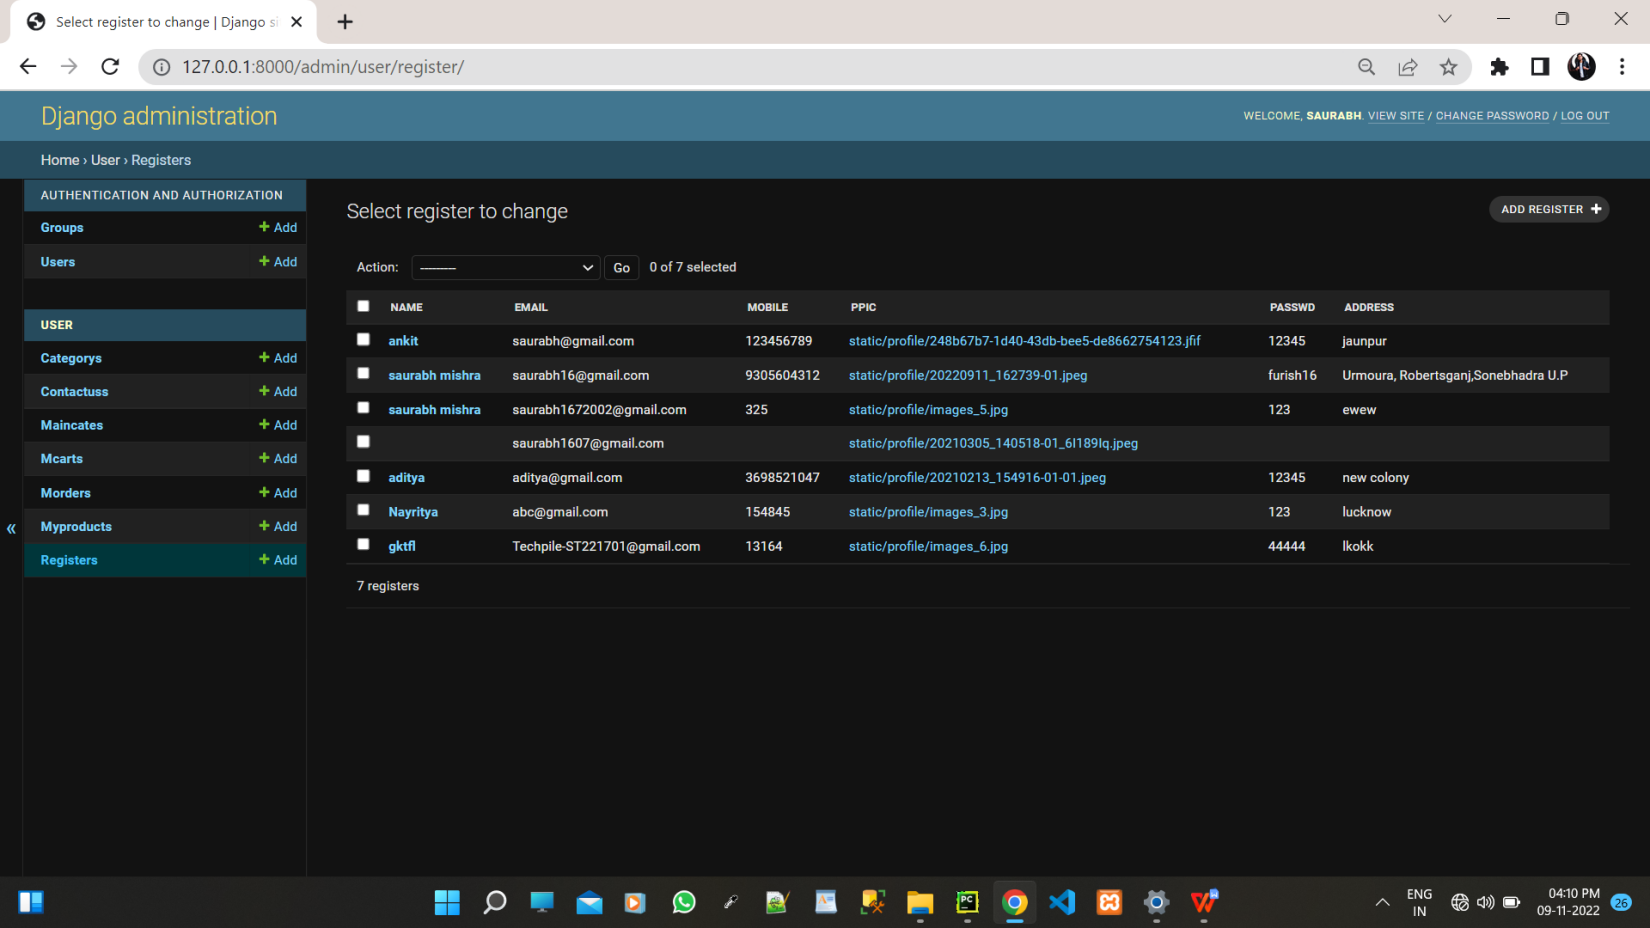 Select register to change | Django si
127.0.0.1:8000/admin/user/register/
Django administration
WELCOME, SAURABH. VIEW SITE / CHANGE PASSWORD / LOG OUT
Home › User › Registers
AUTHENTICATION AND AUTHORIZATION
Groups + Add
Users + Add
USER
Categorys + Add
Contactuss + Add
Maincates + Add
Mcarts + Add
Morders + Add
Myproducts + Add
Registers + Add
«
Select register to change
ADD REGISTER +
Action: --------- Go 0 of 7 selected
NAME EMAIL MOBILE PPIC PASSWD ADDRESS
ankit saurabh@gmail.com 123456789 static/profile/248b67b7-1d40-43db-bee5-de8662754123.jfif 12345 jaunpur
saurabh mishra saurabh16@gmail.com 9305604312 static/profile/20220911_162739-01.jpeg furish16 Urmoura, Robertsganj,Sonebhadra U.P
saurabh mishra saurabh1672002@gmail.com 325 static/profile/images_5.jpg 123 ewew
saurabh1607@gmail.com static/profile/20210305_140518-01_6I189Iq.jpeg
aditya aditya@gmail.com 3698521047 static/profile/20210213_154916-01-01.jpeg 12345 new colony
Nayritya abc@gmail.com 154845 static/profile/images_3.jpg 123 lucknow
gktfl Techpile-ST221701@gmail.com 13164 static/profile/images_6.jpg 44444 lkokk
7 registers
PC
ENG
IN
04:10 PM
09-11-2022
26